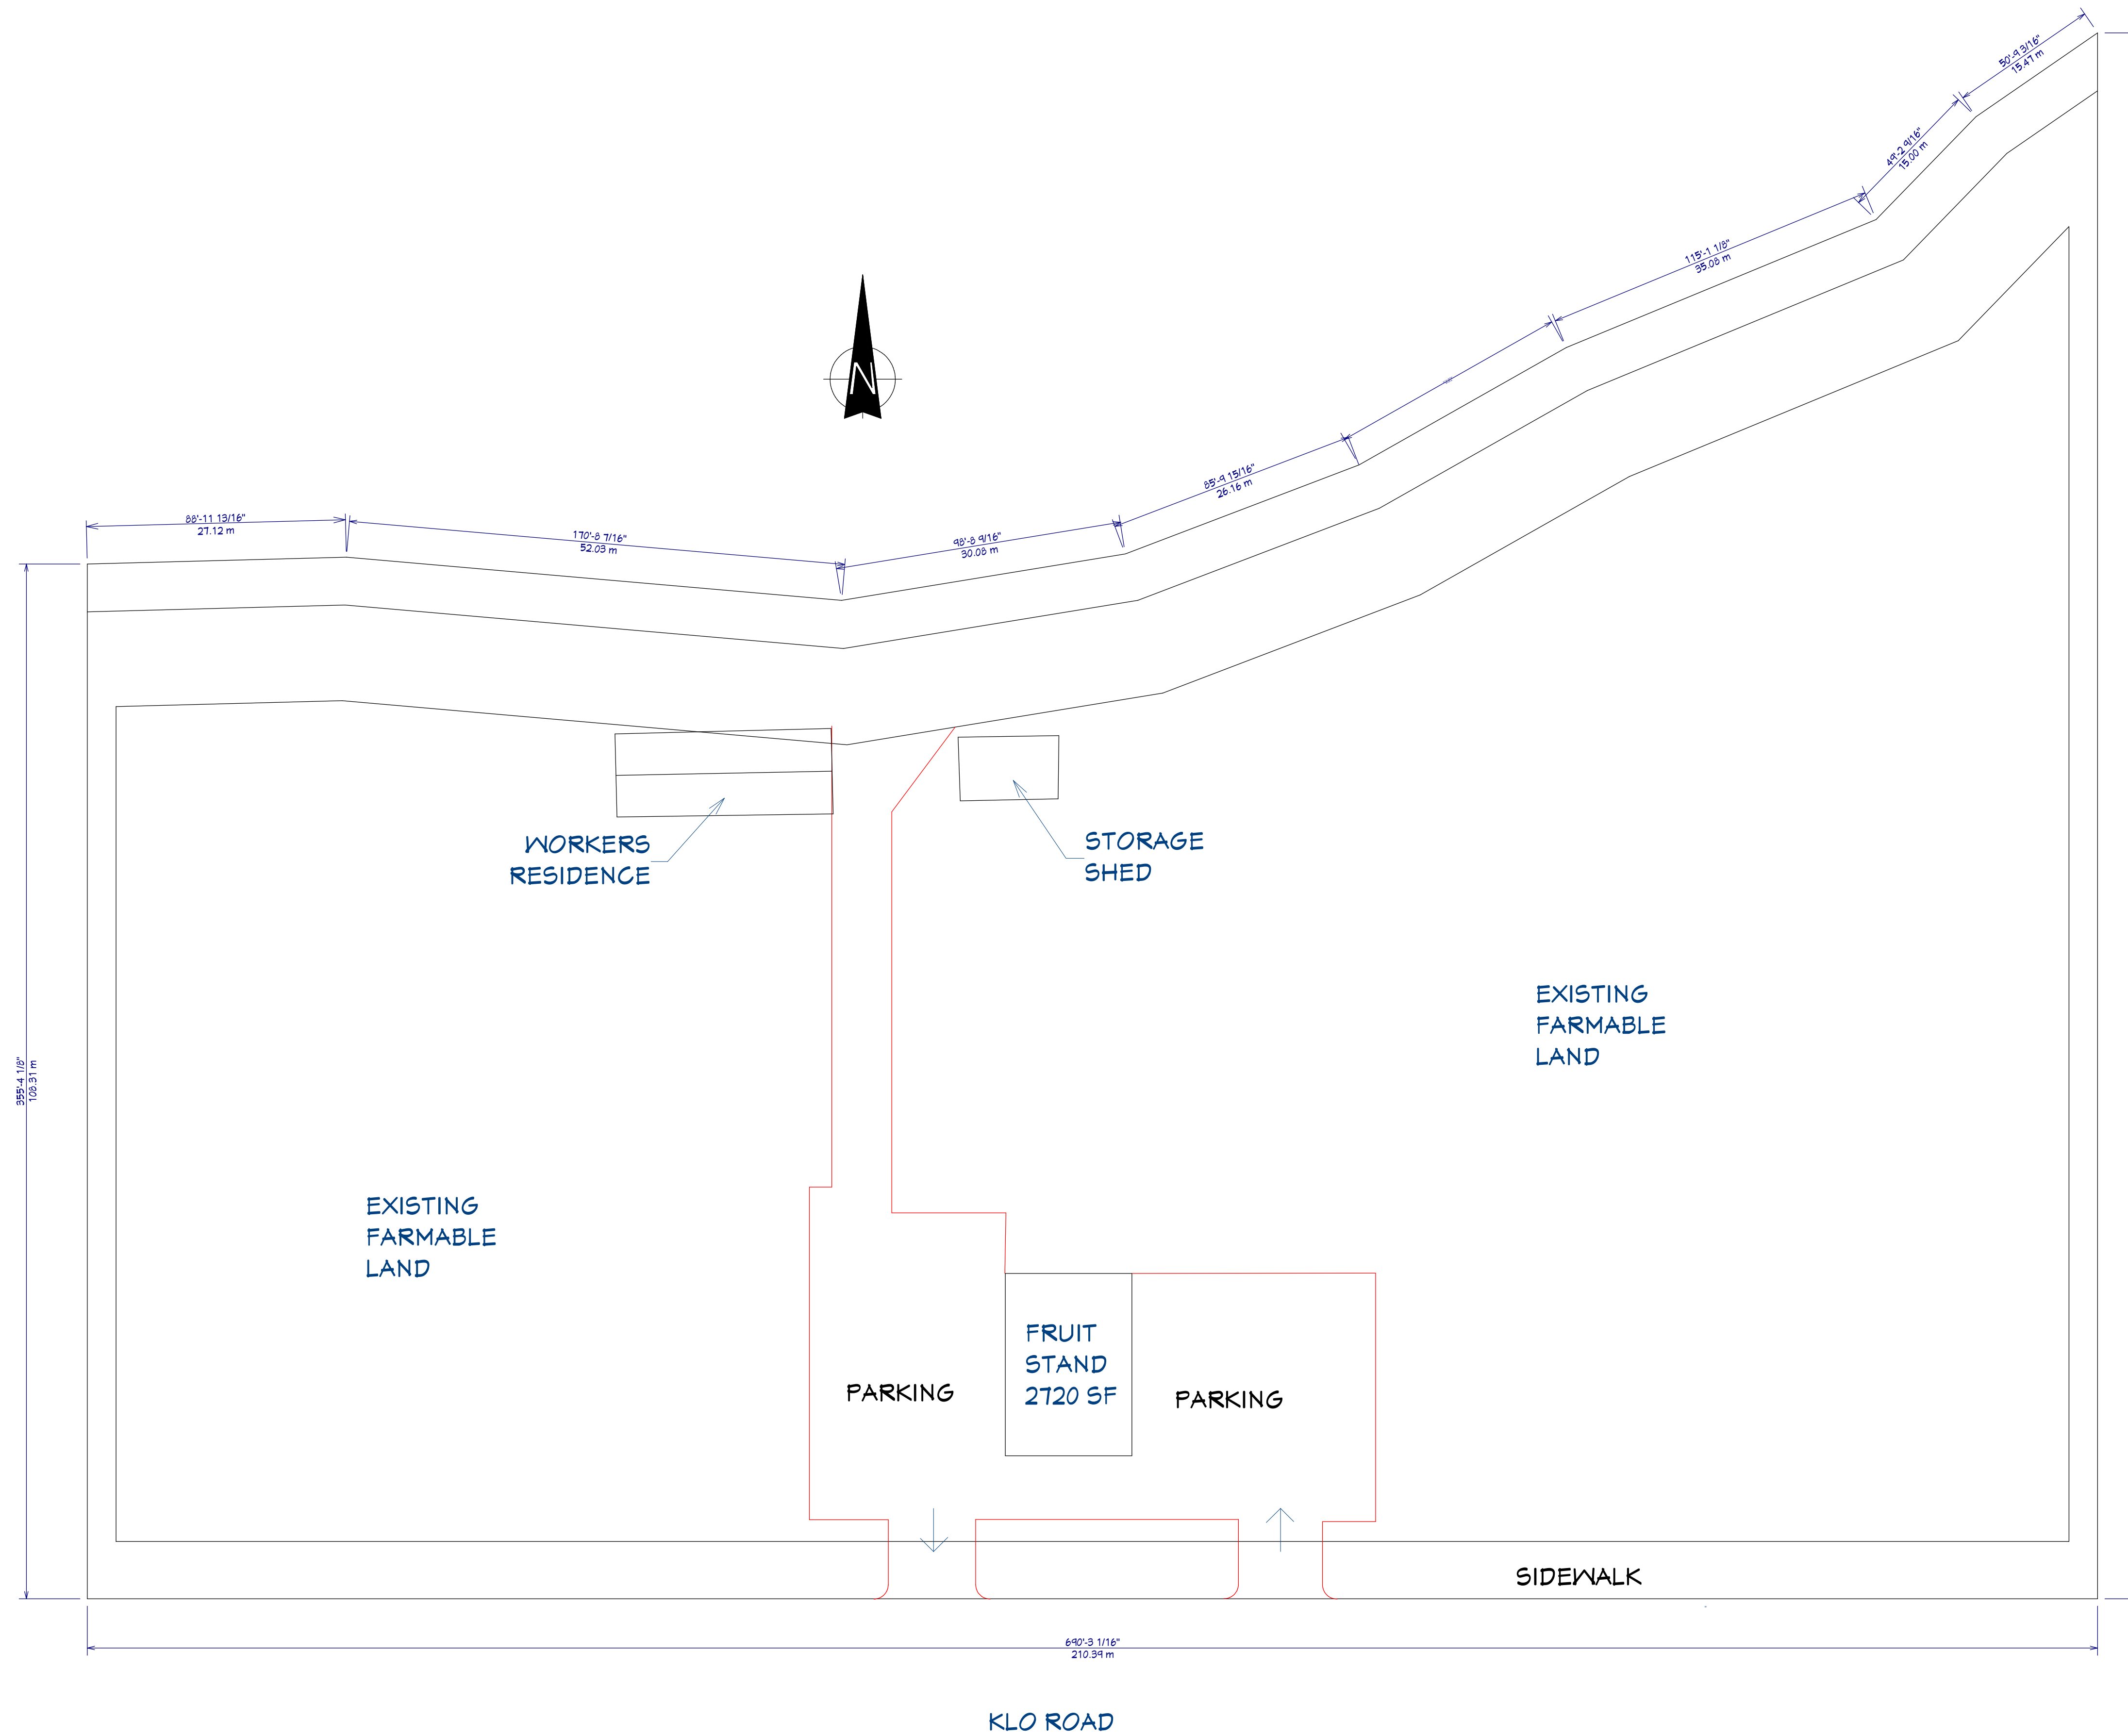 50'-9 3/16"
15.47 m
49'-2 9/16"
15.00 m
115'-1 1/8"
35.08 m
N
85'-9 15/16"
26.16 m
88'-11 13/16"
27.12 m
170'-8 7/16"
52.03 m
98'-8 9/16"
30.08 m
WORKERS
RESIDENCE
STORAGE
SHED
EXISTING
FARMABLE
LAND
355'-4 1/8"
108.31 m
EXISTING
FARMABLE
LAND
FRUIT
STAND
2720 SF
PARKING
PARKING
SIDEWALK
690'-3 1/16"
210.39 m
KLO ROAD